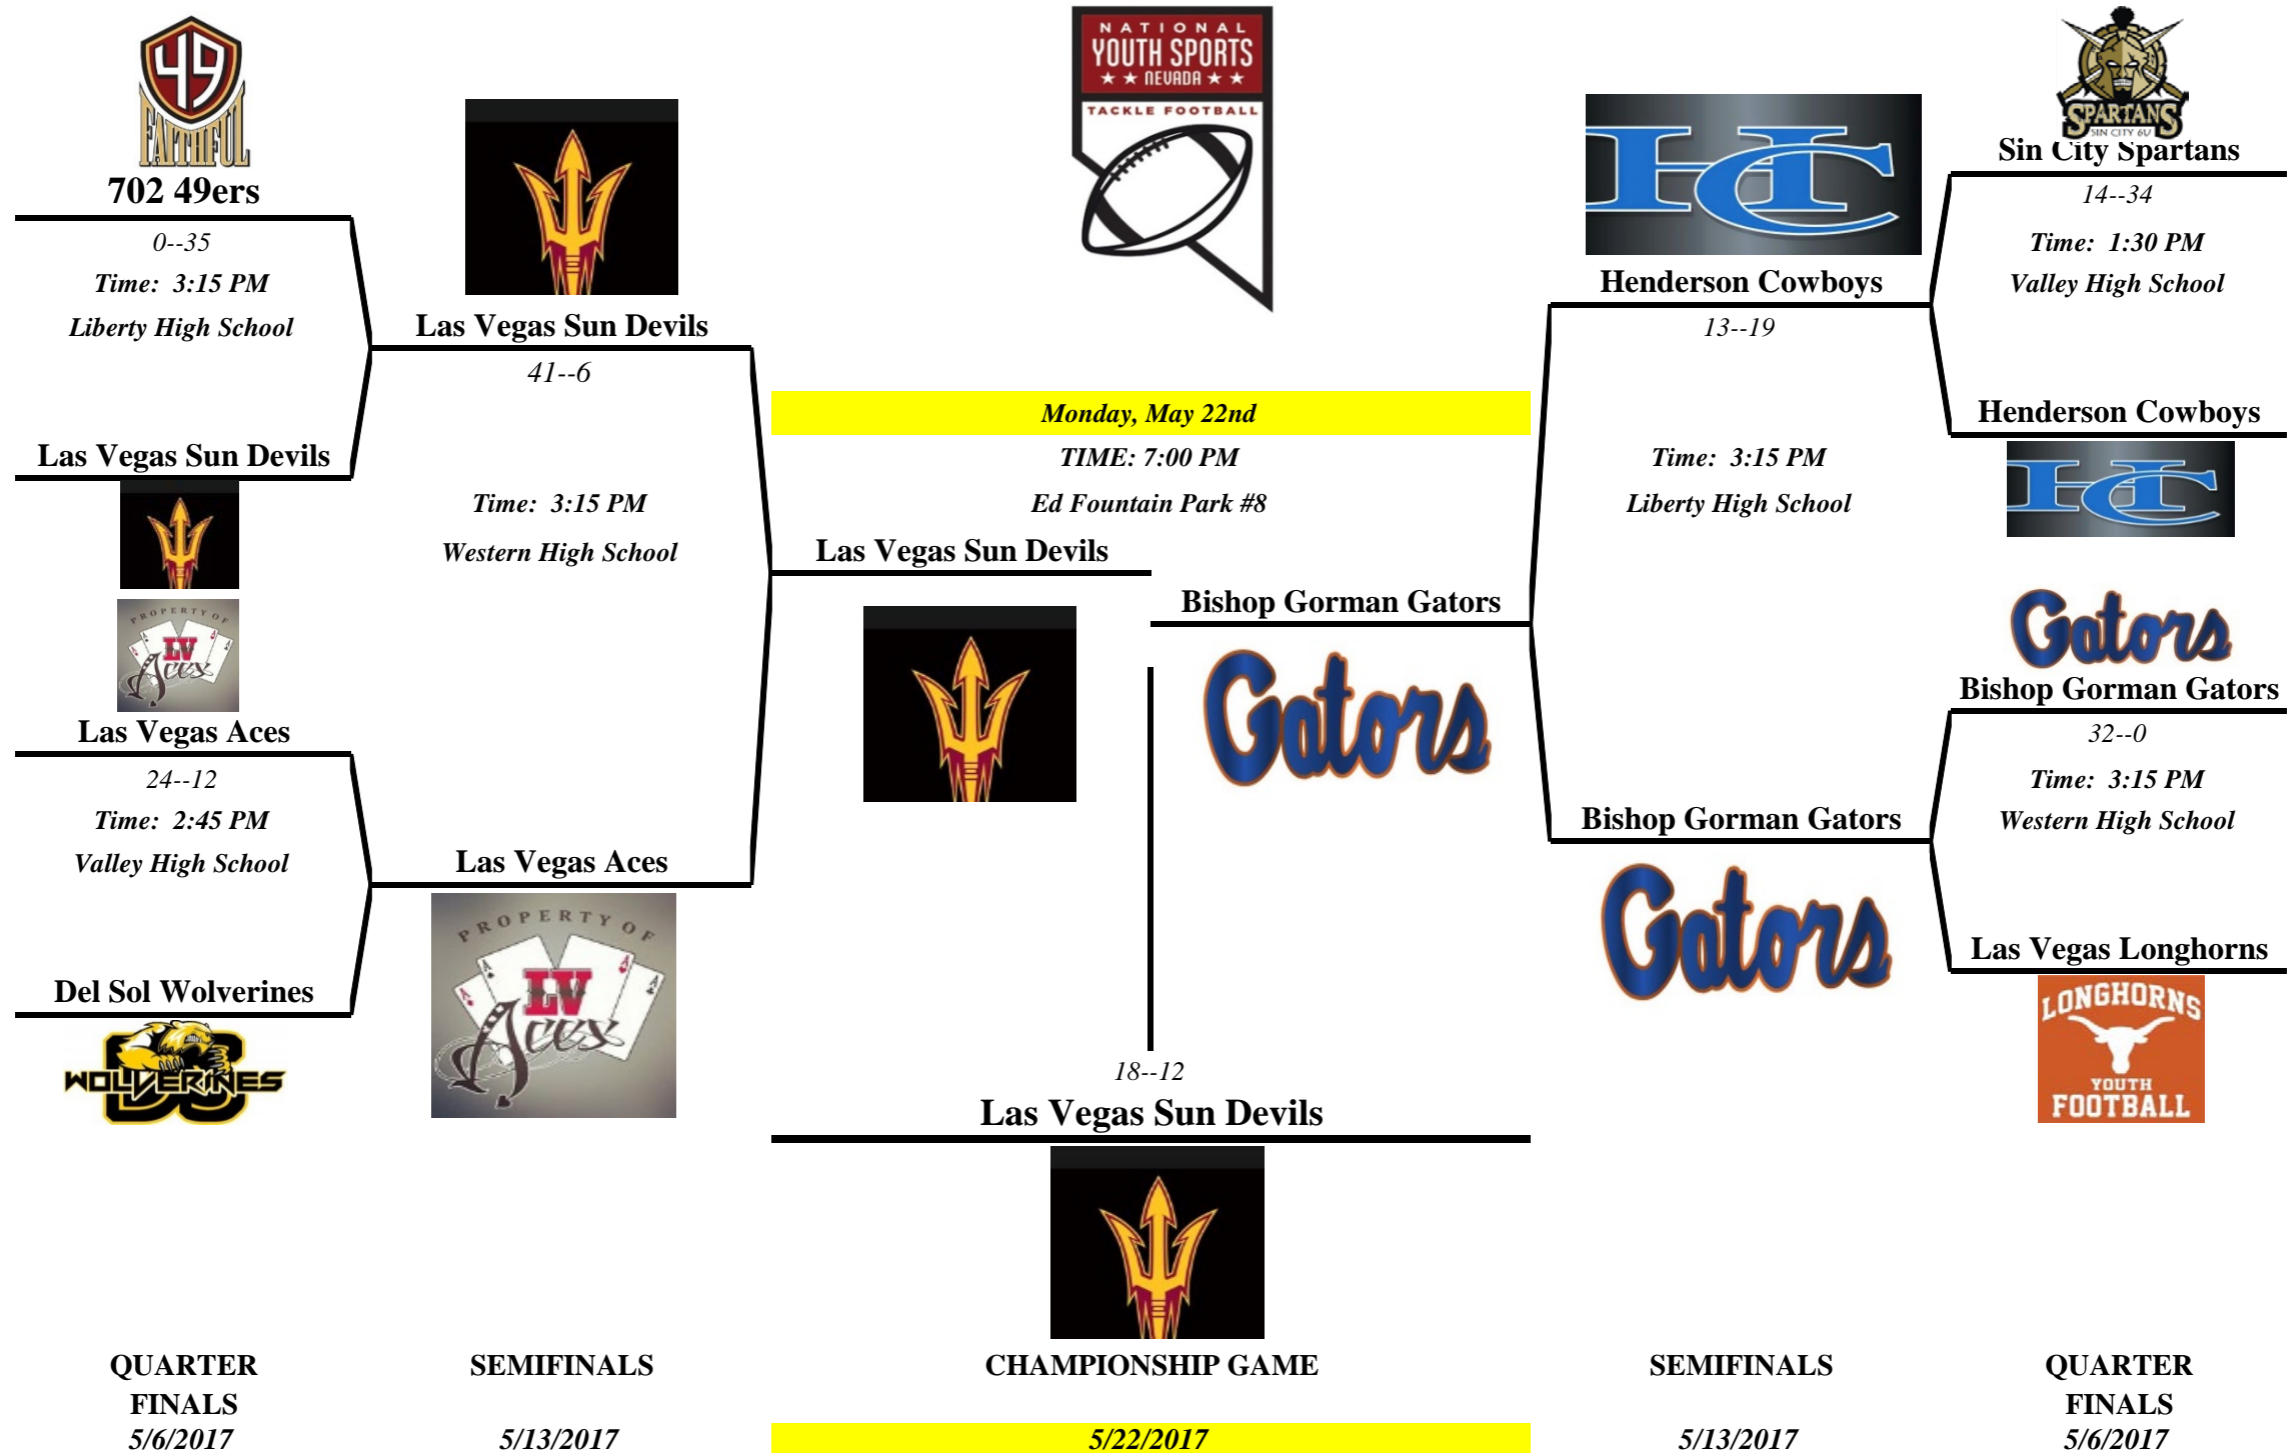 49
FAITHFUL
702 49ers
0--35
Time: 3:15 PM
Liberty High School
Las Vegas Sun Devils
PROPERTY OF
LV
Aces
Las Vegas Aces
24--12
Time: 2:45 PM
Valley High School
Del Sol Wolverines
DS
WOLVERINES
Las Vegas Sun Devils
41--6
Time: 3:15 PM
Western High School
Las Vegas Aces
PROPERTY OF
A
A
A
A
LV
Aces
NATIONAL
YOUTH SPORTS
NEVADA
TACKLE FOOTBALL
Monday, May 22nd
TIME: 7:00 PM
Ed Fountain Park #8
Las Vegas Sun Devils
Bishop Gorman Gators
Gators
18--12
Las Vegas Sun Devils
HC
Henderson Cowboys
13--19
Time: 3:15 PM
Liberty High School
Bishop Gorman Gators
Gators
SPARTANS
SIN CITY 6U
Sin City Spartans
14--34
Time: 1:30 PM
Valley High School
Henderson Cowboys
HC
Gators
Bishop Gorman Gators
32--0
Time: 3:15 PM
Western High School
Las Vegas Longhorns
LONGHORNS
YOUTH
FOOTBALL
QUARTER
FINALS
5/6/2017
SEMIFINALS
5/13/2017
CHAMPIONSHIP GAME
5/22/2017
SEMIFINALS
5/13/2017
QUARTER
FINALS
5/6/2017